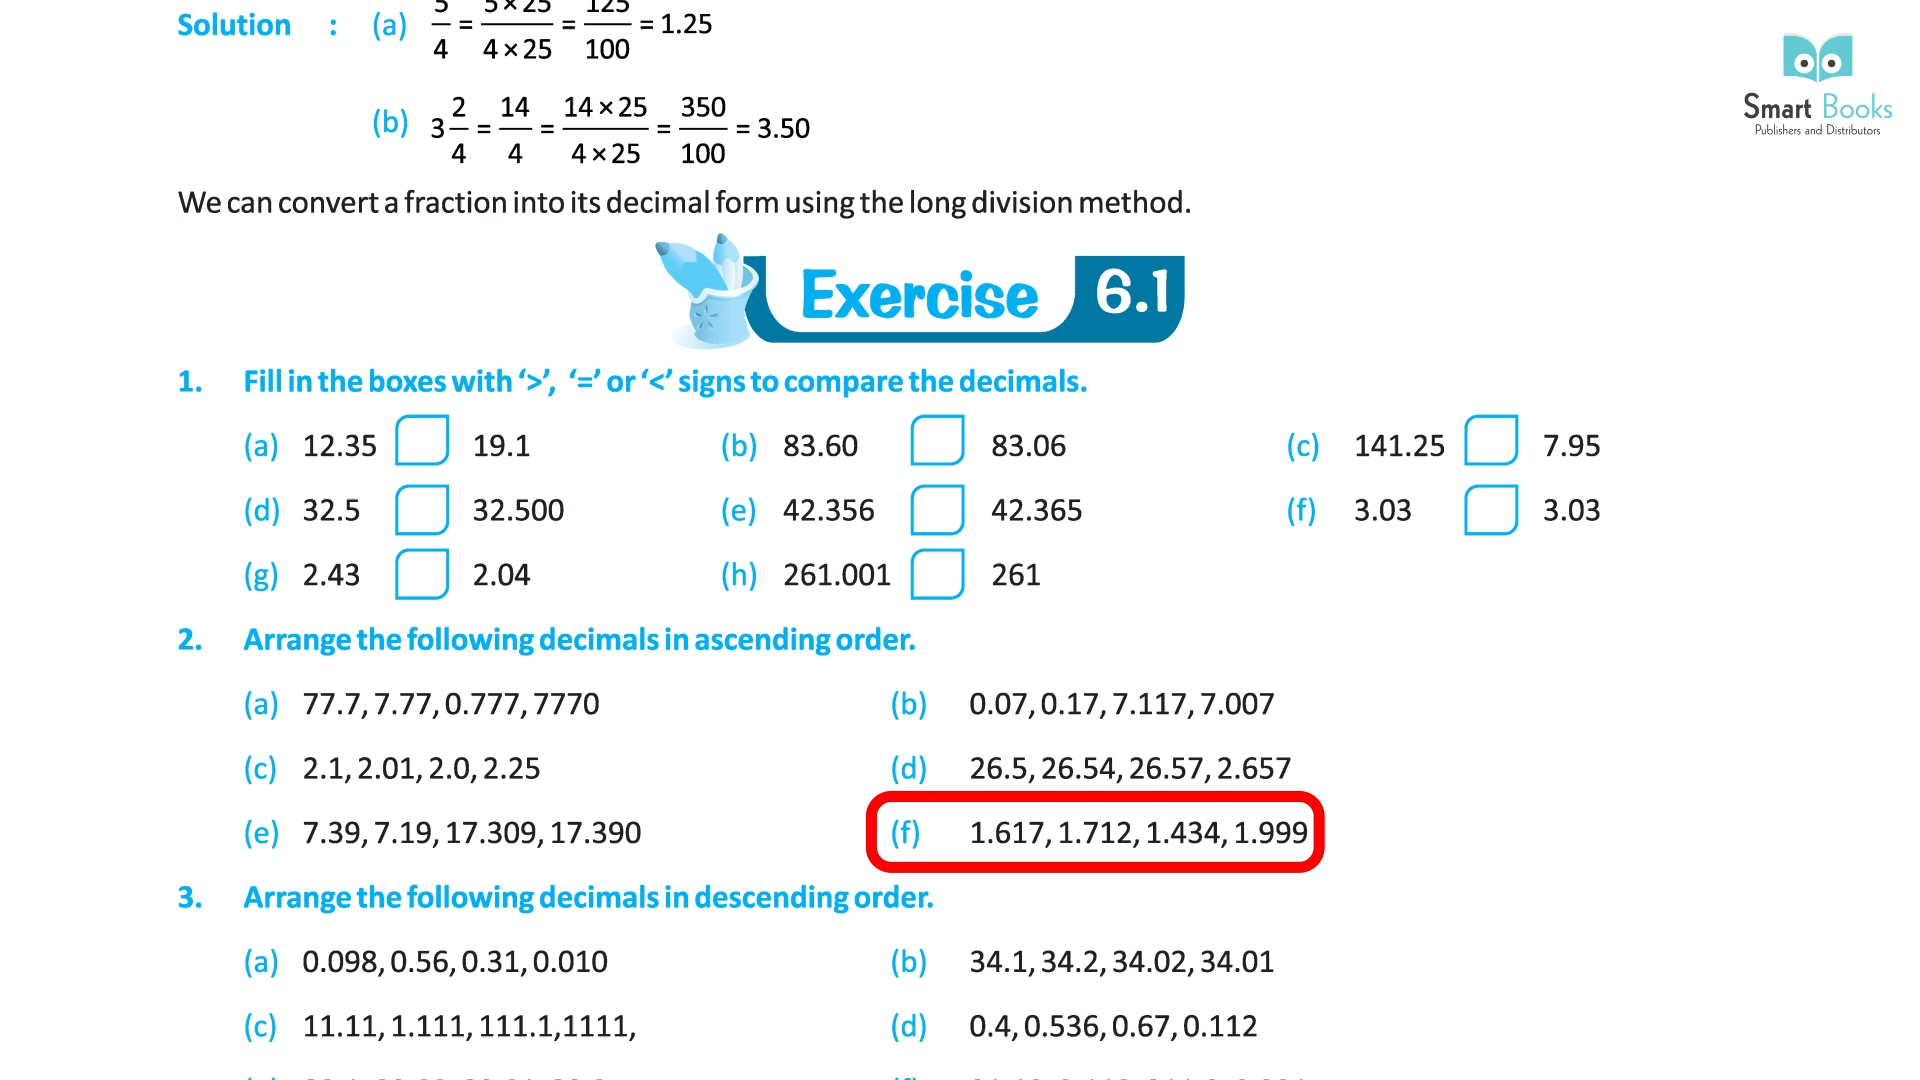 Solution : (a) 5/4 = 5×25/4×25 = 125/100 = 1.25
Smart Books
Publishers and Distributors
(b) 3 2/4 = 14/4 = 14×25/4×25 = 350/100 = 3.50
We can convert a fraction into its decimal form using the long division method.
Exercise 6.1
1. Fill in the boxes with ‘>’, ‘=’ or ‘<’ signs to compare the decimals.
(a) 12.35 19.1 (b) 83.60 83.06 (c) 141.25 7.95
(d) 32.5 32.500 (e) 42.356 42.365 (f) 3.03 3.03
(g) 2.43 2.04 (h) 261.001 261
2. Arrange the following decimals in ascending order.
(a) 77.7, 7.77, 0.777, 7770 (b) 0.07, 0.17, 7.117, 7.007
(c) 2.1, 2.01, 2.0, 2.25 (d) 26.5, 26.54, 26.57, 2.657
(e) 7.39, 7.19, 17.309, 17.390 (f) 1.617, 1.712, 1.434, 1.999
3. Arrange the following decimals in descending order.
(a) 0.098, 0.56, 0.31, 0.010 (b) 34.1, 34.2, 34.02, 34.01
(c) 11.11, 1.111, 111.1,1111, (d) 0.4, 0.536, 0.67, 0.112